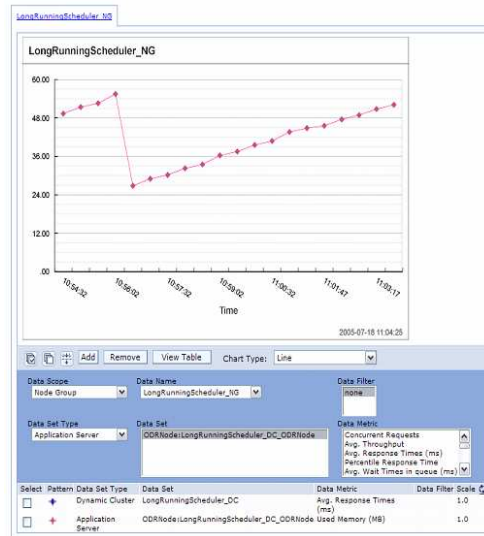 LongRunningScheduler_NG
LongRunningScheduler_NG
60.00
48.00
36.00
24.00
12.00
.00
10:54:32
10:56:02
10:57:32
10:59:02
11:00:32
11:01:47
11:03:17
Time
2005-07-18 11:04:25
Add Remove View Table Chart Type: Line
Data Scope Data Name Data Filter
Node Group LongRunningScheduler_NG none
Data Set Type Data Set Data Metric
Application Server ODRNode:LongRunningScheduler_DC_ODRNode Concurrent Requests
Avg. Throughput
Avg. Response Times (ms)
Percentile Response Time
Avg. Wait Times in queue (ms)
Select Pattern Data Set Type Data Set Data Metric Data Filter Scale
Dynamic Cluster LongRunningScheduler_DC Avg. Response Times (ms) 1.0
Application Server ODRNode:LongRunningScheduler_DC_ODRNode Used Memory (MB) 1.0